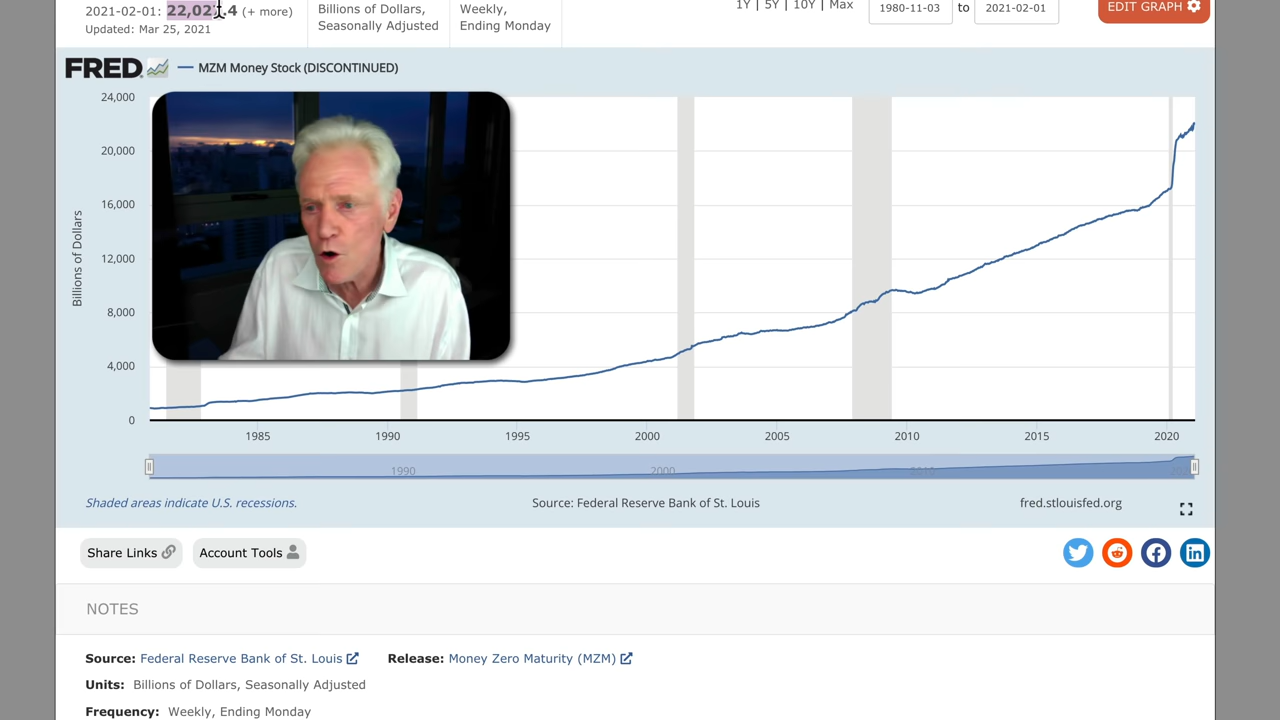 2021-02-01: (+ more)
Updated: Mar 25, 2021
Billions of Dollars,
Seasonally Adjusted
Weekly,
Ending Monday
1Y | 5Y | 10Y | Max
1980-11-03 to 2021-02-01
EDIT GRAPH
FRED
MZM Money Stock (DISCONTINUED)
Billions of Dollars
24,000
20,000
16,000
12,000
8,000
4,000
0
1985 1990 1995 2000 2005 2010 2015 2020
1990 2000 2010
Shaded areas indicate U.S. recessions.
Source: Federal Reserve Bank of St. Louis
fred.stlouisfed.org
Share Links
Account Tools
NOTES
Source: Federal Reserve Bank of St. Louis
Release: Money Zero Maturity (MZM)
Units: Billions of Dollars, Seasonally Adjusted
Frequency: Weekly, Ending Monday